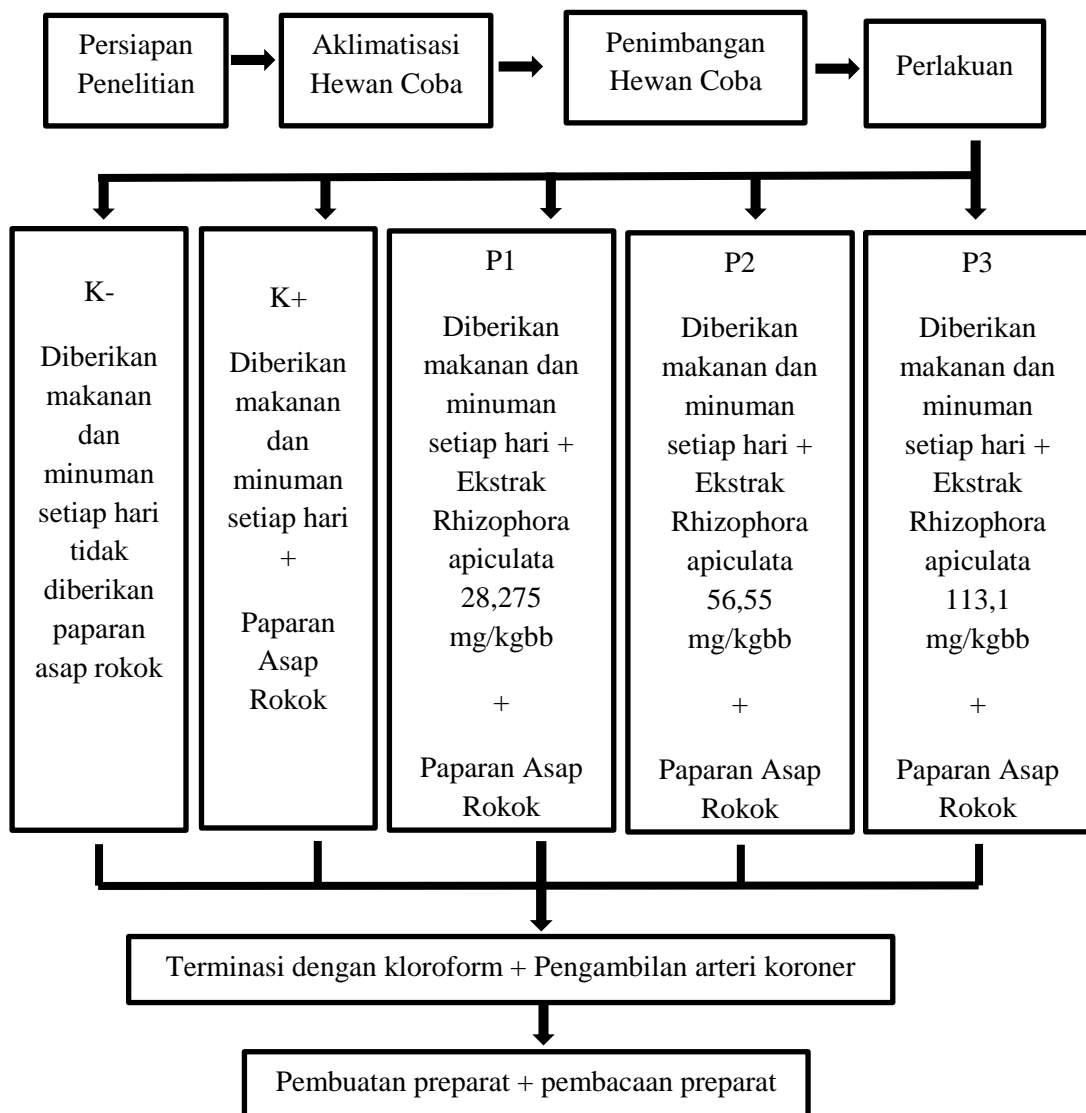 Persiapan
Penelitian
Aklimatisasi
Hewan Coba
Penimbangan
Hewan Coba
Perlakuan
K-
Diberikan
makanan
dan
minuman
setiap hari
tidak
diberikan
paparan
asap rokok
K+
Diberikan
makanan
dan
minuman
setiap hari
+
Paparan
Asap
Rokok
P1
Diberikan
makanan dan
minuman
setiap hari +
Ekstrak
Rhizophora
apiculata
28,275
mg/kgbb
+
Paparan Asap
Rokok
P2
Diberikan
makanan dan
minuman
setiap hari +
Ekstrak
Rhizophora
apiculata
56,55
mg/kgbb
+
Paparan Asap
Rokok
P3
Diberikan
makanan dan
minuman
setiap hari +
Ekstrak
Rhizophora
apiculata
113,1
mg/kgbb
+
Paparan Asap
Rokok
Terminasi dengan kloroform + Pengambilan arteri koroner
Pembuatan preparat + pembacaan preparat